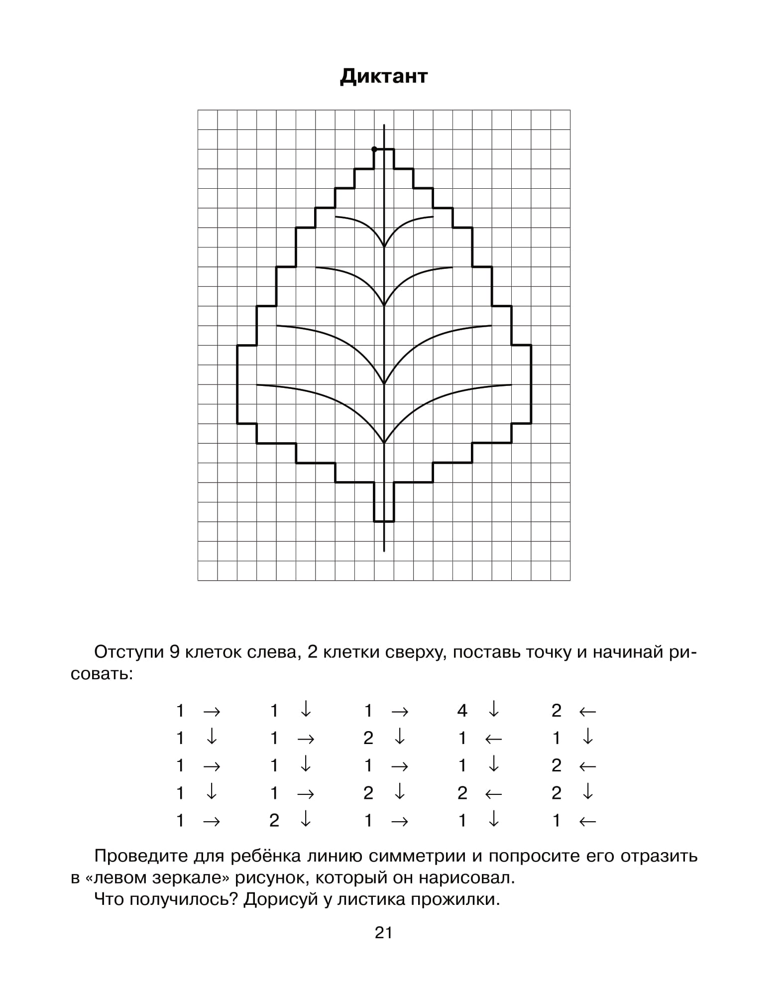 Диктант
Отступи 9 клеток слева, 2 клетки сверху, поставь точку и начинай ри-
совать:
1 → 1 ↓ 1 → 4 ↓ 2 ←
1 ↓ 1 → 2 ↓ 1 ← 1 ↓
1 → 1 ↓ 1 → 1 ↓ 2 ←
1 ↓ 1 → 2 ↓ 2 ← 2 ↓
1 → 2 ↓ 1 → 1 ↓ 1 ←
Проведите для ребёнка линию симметрии и попросите его отразить
в «левом зеркале» рисунок, который он нарисовал.
Что получилось? Дорисуй у листика прожилки.
21